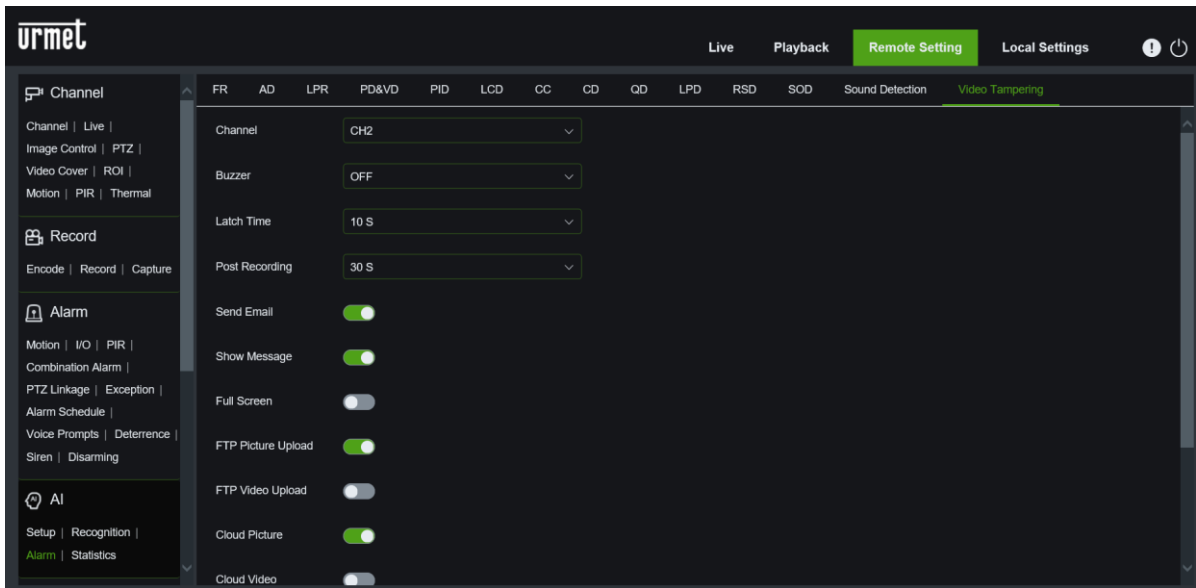 urmet
Live Playback Remote Setting Local Settings
Channel
Channel | Live |
Image Control | PTZ |
Video Cover | ROI |
Motion | PIR | Thermal
Record
Encode | Record | Capture
Alarm
Motion | I/O | PIR |
Combination Alarm |
PTZ Linkage | Exception |
Alarm Schedule |
Voice Prompts | Deterrence |
Siren | Disarming
AI
Setup | Recognition |
Alarm | Statistics
FR AD LPR PD&VD PID LCD CC CD QD LPD RSD SOD Sound Detection Video Tampering
Channel CH2
Buzzer OFF
Latch Time 10 S
Post Recording 30 S
Send Email
Show Message
Full Screen
FTP Picture Upload
FTP Video Upload
Cloud Picture
Cloud Video